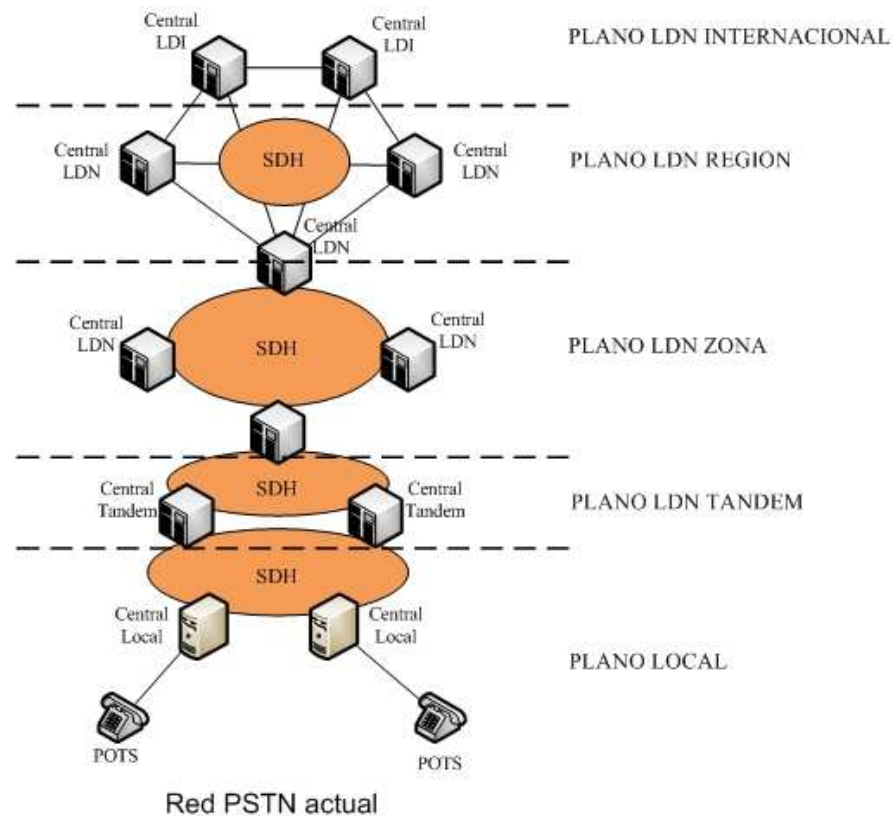 Central
LDI
Central
LDI
PLANO LDN INTERNACIONAL
Central
LDN
SDH
Central
LDN
PLANO LDN REGION
Central
LDN
Central
LDN
SDH
Central
LDN
PLANO LDN ZONA
Central
Tandem
SDH
Central
Tandem
PLANO LDN TANDEM
SDH
Central
Local
Central
Local
PLANO LOCAL
POTS
POTS
Red PSTN actual